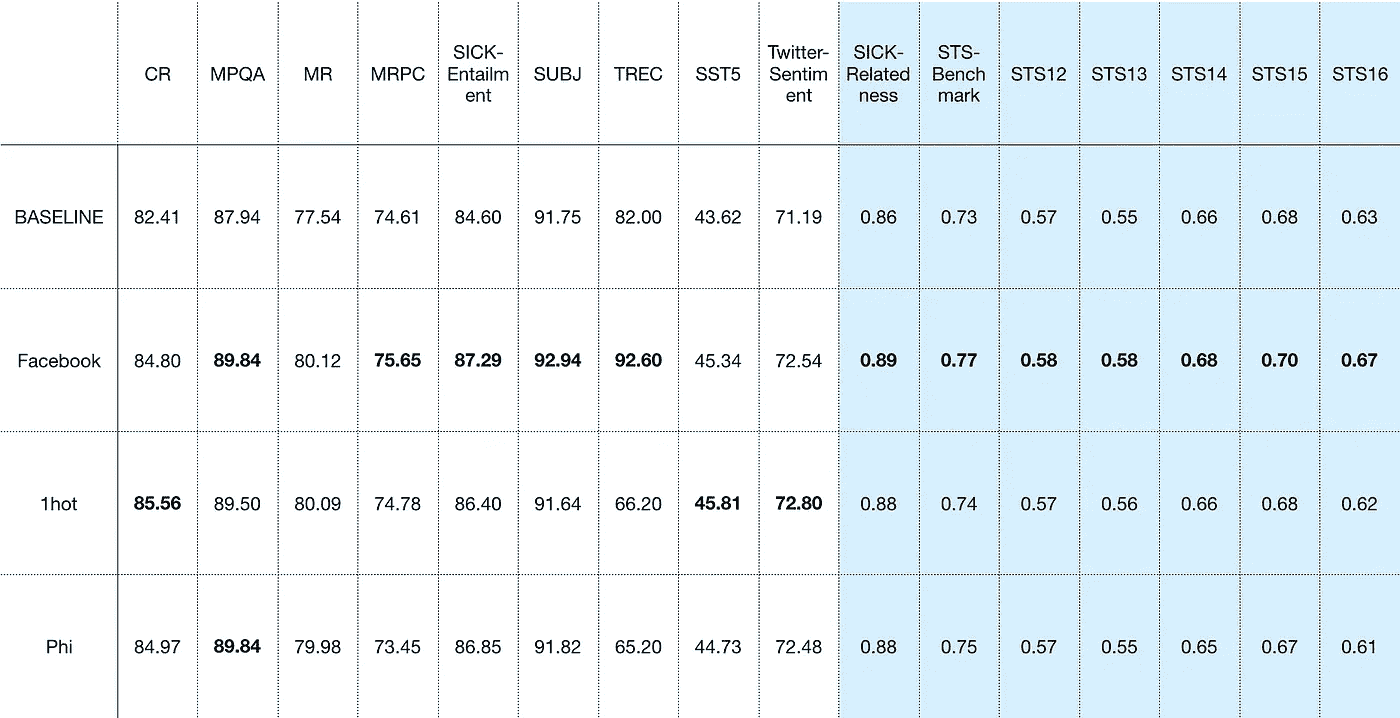 CR MPQA MR MRPC SICK-Entailment SUBJ TREC SST5 Twitter-Sentiment SICK-Relatedness STS-Benchmark STS12 STS13 STS14 STS15 STS16
BASELINE 82.41 87.94 77.54 74.61 84.60 91.75 82.00 43.62 71.19 0.86 0.73 0.57 0.55 0.66 0.68 0.63
Facebook 84.80 89.84 80.12 75.65 87.29 92.94 92.60 45.34 72.54 0.89 0.77 0.58 0.58 0.68 0.70 0.67
1hot 85.56 89.50 80.09 74.78 86.40 91.64 66.20 45.81 72.80 0.88 0.74 0.57 0.56 0.66 0.68 0.62
Phi 84.97 89.84 79.98 73.45 86.85 91.82 65.20 44.73 72.48 0.88 0.75 0.57 0.55 0.65 0.67 0.61